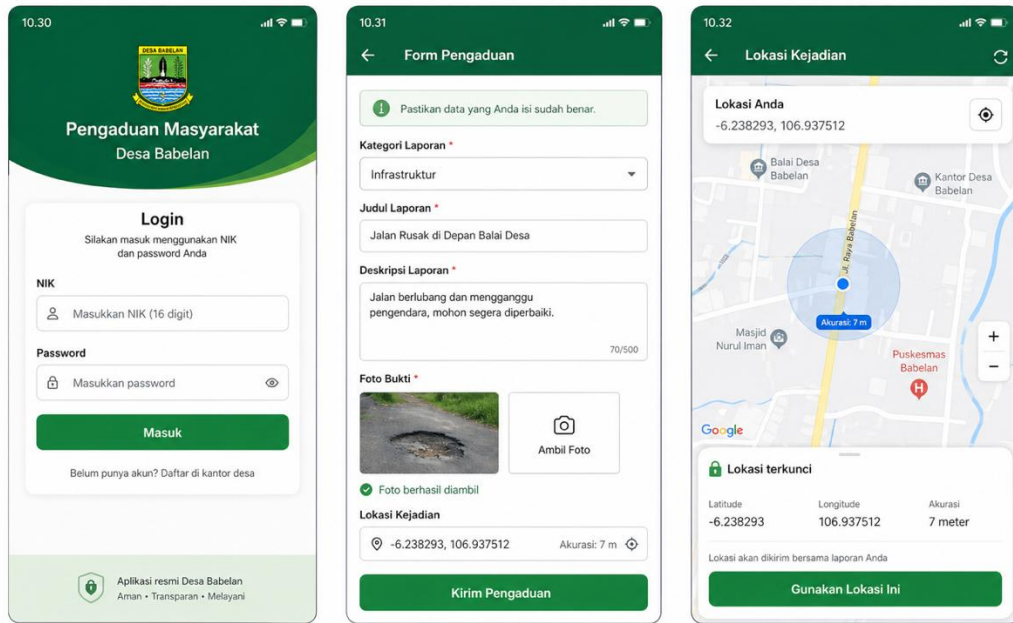 10.30
DESA BABELAN
Pengaduan Masyarakat
Desa Babelan
Login
Silakan masuk menggunakan NIK
dan password Anda
NIK
Masukkan NIK (16 digit)
Password
Masukkan password
Masuk
Belum punya akun? Daftar di kantor desa
Aplikasi resmi Desa Babelan
Aman • Transparan • Melayani
10.31
Form Pengaduan
Pastikan data yang Anda isi sudah benar.
Kategori Laporan *
Infrastruktur
Judul Laporan *
Jalan Rusak di Depan Balai Desa
Deskripsi Laporan *
Jalan berlubang dan mengganggu
pengendara, mohon segera diperbaiki.
70/500
Foto Bukti *
Ambil Foto
Foto berhasil diambil
Lokasi Kejadian
-6.238293, 106.937512 Akurasi: 7 m
Kirim Pengaduan
10.32
Lokasi Kejadian
Lokasi Anda
-6.238293, 106.937512
Balai Desa
Babelan
Kantor Desa
Babelan
Jl. Raya Babelan
Akurasi: 7 m
Masjid
Nurul Iman
Puskesmas
Babelan
H
+
−
Google
Lokasi terkunci
Latitude Longitude Akurasi
-6.238293 106.937512 7 meter
Lokasi akan dikirim bersama laporan Anda
Gunakan Lokasi Ini